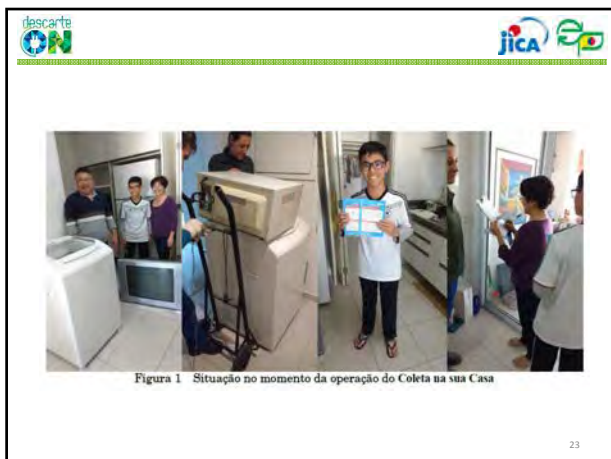 descarte
ON
jica
Figura 1 Situação no momento da operação do Coleta na sua Casa
23